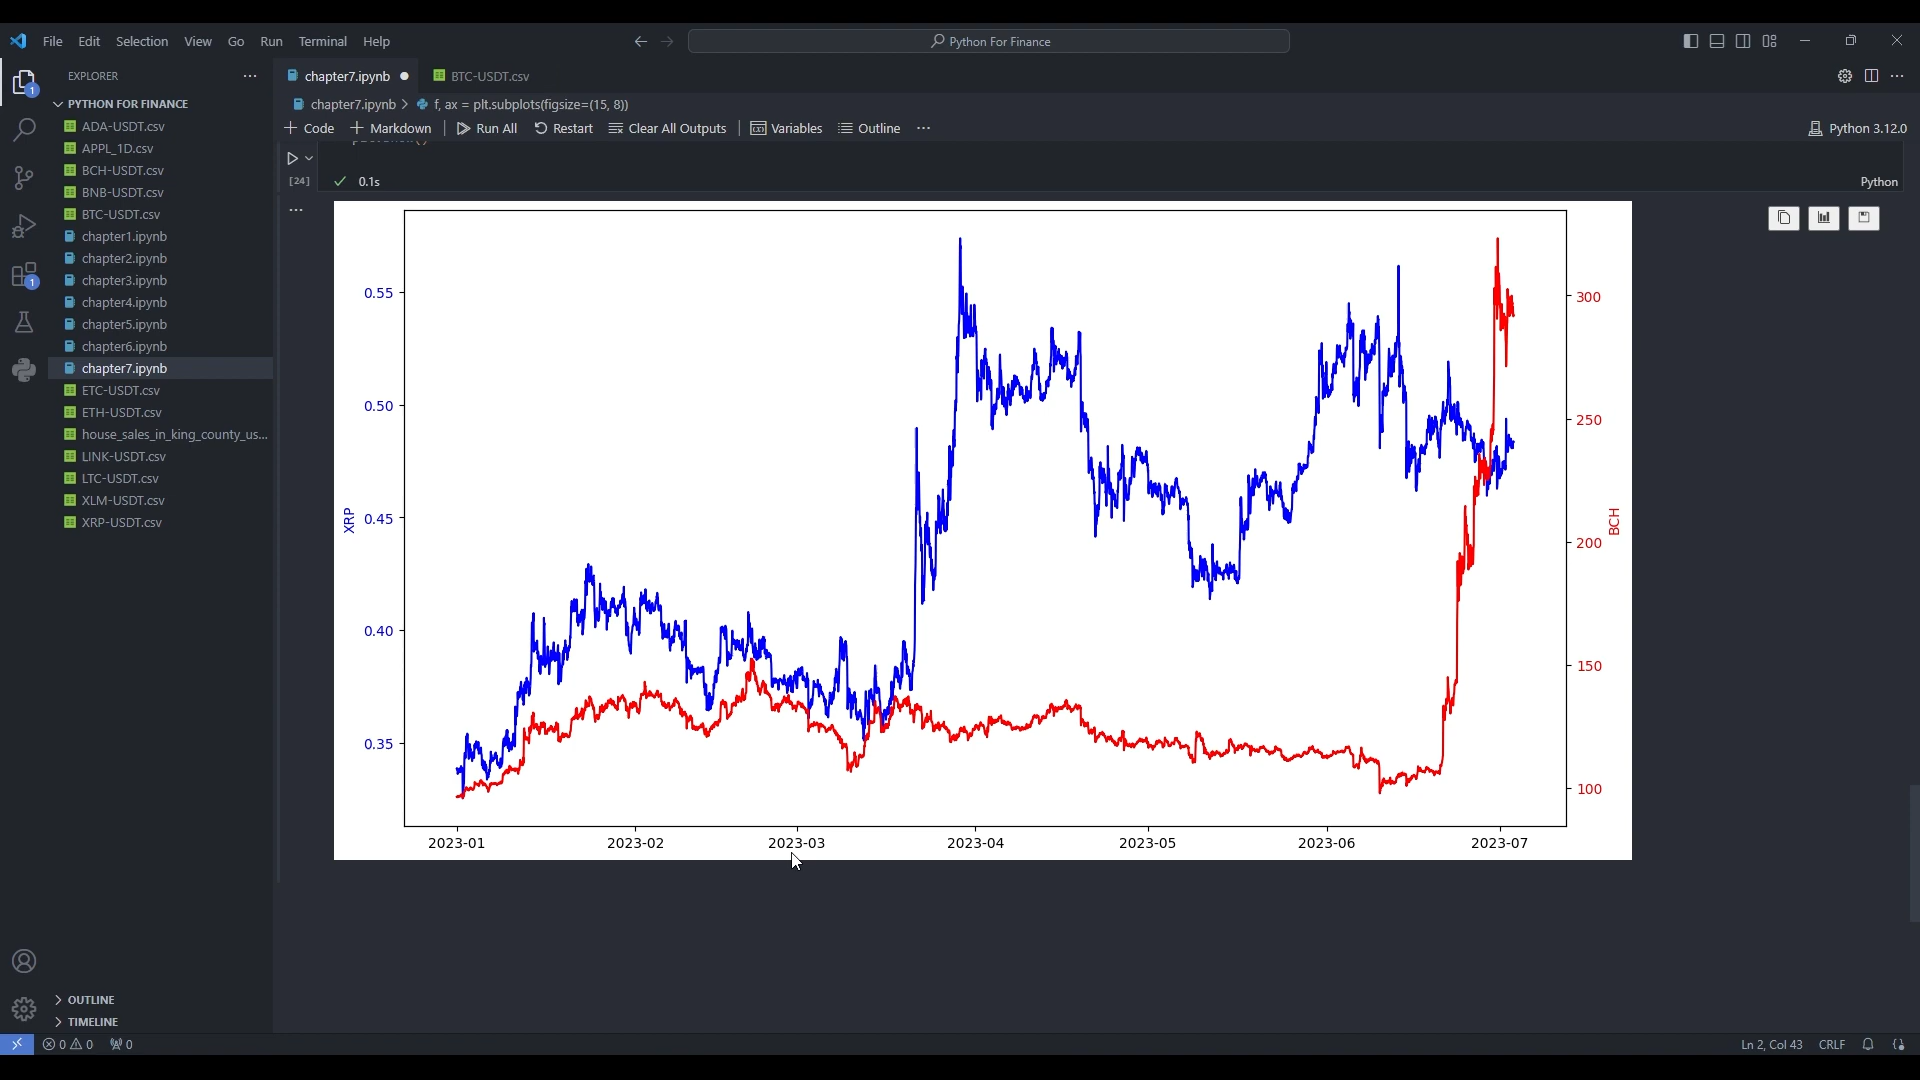 File Edit Selection View Go Run Terminal Help
Python For Finance
EXPLORER
PYTHON FOR FINANCE
ADA-USDT.csv
APPL_1D.csv
BCH-USDT.csv
BNB-USDT.csv
BTC-USDT.csv
chapter1.ipynb
chapter2.ipynb
chapter3.ipynb
chapter4.ipynb
chapter5.ipynb
chapter6.ipynb
chapter7.ipynb
ETC-USDT.csv
ETH-USDT.csv
house_sales_in_king_county_us...
LINK-USDT.csv
LTC-USDT.csv
XLM-USDT.csv
XRP-USDT.csv
OUTLINE
TIMELINE
1
1
chapter7.ipynb BTC-USDT.csv
chapter7.ipynb > f, ax = plt.subplots(figsize=(15, 8))
+ Code + Markdown Run All Restart Clear All Outputs Variables Outline ...
Python 3.12.0
[24] 0.1s
Python
0.55
0.50
0.45
0.40
0.35
XRP
300
250
200
150
100
BCH
2023-01 2023-02 2023-03 2023-04 2023-05 2023-06 2023-07
0 0 0
Ln 2, Col 43 CRLF